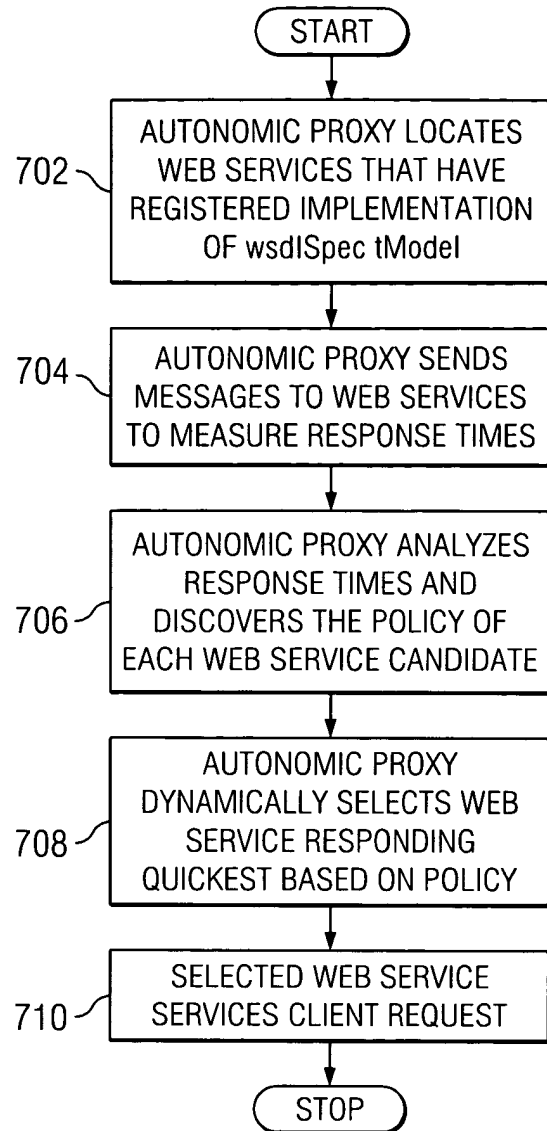 START
702
AUTONOMIC PROXY LOCATES
WEB SERVICES THAT HAVE
REGISTERED IMPLEMENTATION
OF wsdlSpec tModel
704
AUTONOMIC PROXY SENDS
MESSAGES TO WEB SERVICES
TO MEASURE RESPONSE TIMES
706
AUTONOMIC PROXY ANALYZES
RESPONSE TIMES AND
DISCOVERS THE POLICY OF
EACH WEB SERVICE CANDIDATE
708
AUTONOMIC PROXY
DYNAMICALLY SELECTS WEB
SERVICE RESPONDING
QUICKEST BASED ON POLICY
710
SELECTED WEB SERVICE
SERVICES CLIENT REQUEST
STOP